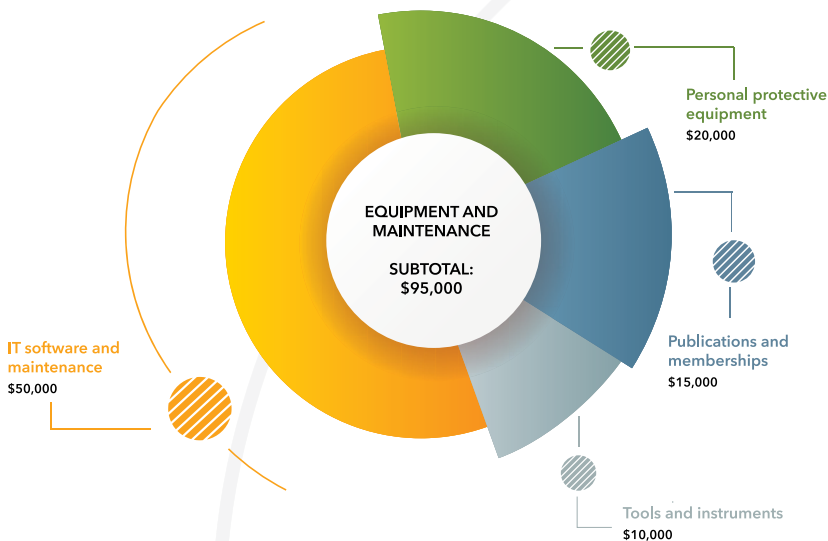 Personal protective
equipment
$20,000
EQUIPMENT AND
MAINTENANCE
SUBTOTAL:
$95,000
Publications and
memberships
$15,000
IT software and
maintenance
$50,000
Tools and instruments
$10,000